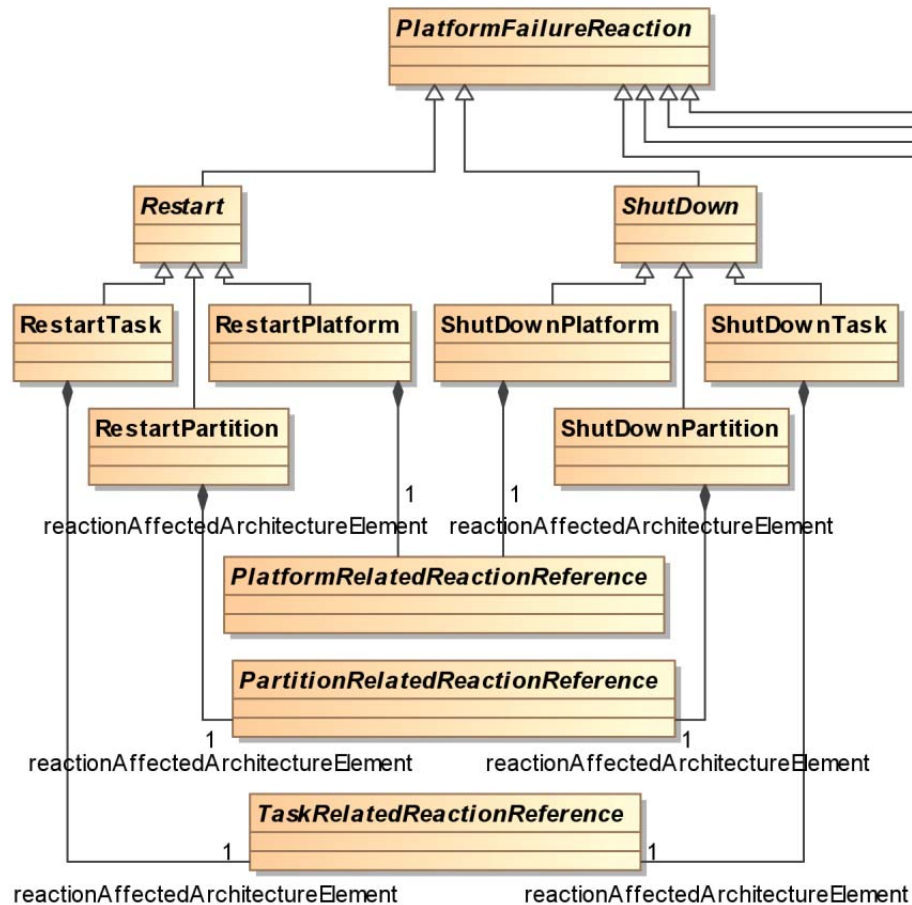 PlatformFailureReaction
Restart
ShutDown
RestartTask
RestartPlatform
ShutDownPlatform
ShutDownTask
RestartPartition
ShutDownPartition
1
1
reactionAffectedArchitectureElement
reactionAffectedArchitectureElement
PlatformRelatedReactionReference
PartitionRelatedReactionReference
1
1
reactionAffectedArchitectureElement
reactionAffectedArchitectureElement
TaskRelatedReactionReference
1
1
reactionAffectedArchitectureElement
reactionAffectedArchitectureElement